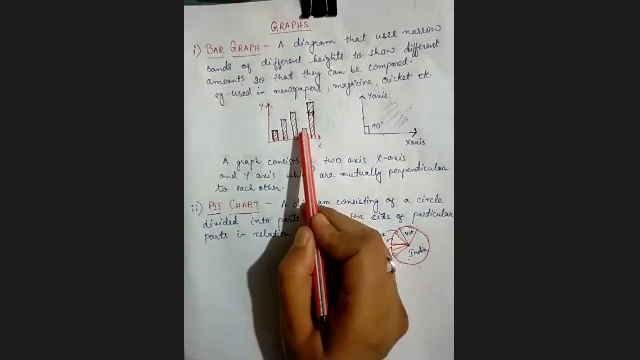 GRAPHS
i) BAR GRAPH - A diagram that uses narrow
bands of different heights to show different
amounts so that they can be compared.
eg-used in newspapers, magazine, cricket etc
Y
X
Y axis
90°
X axis
A graph consists two axis X-axis
and Y axis which are mutually perpendicular
to each other.
ii) PIE CHART - A diagram consisting of a circle
divided into parts the size of particular
parts in relation
India